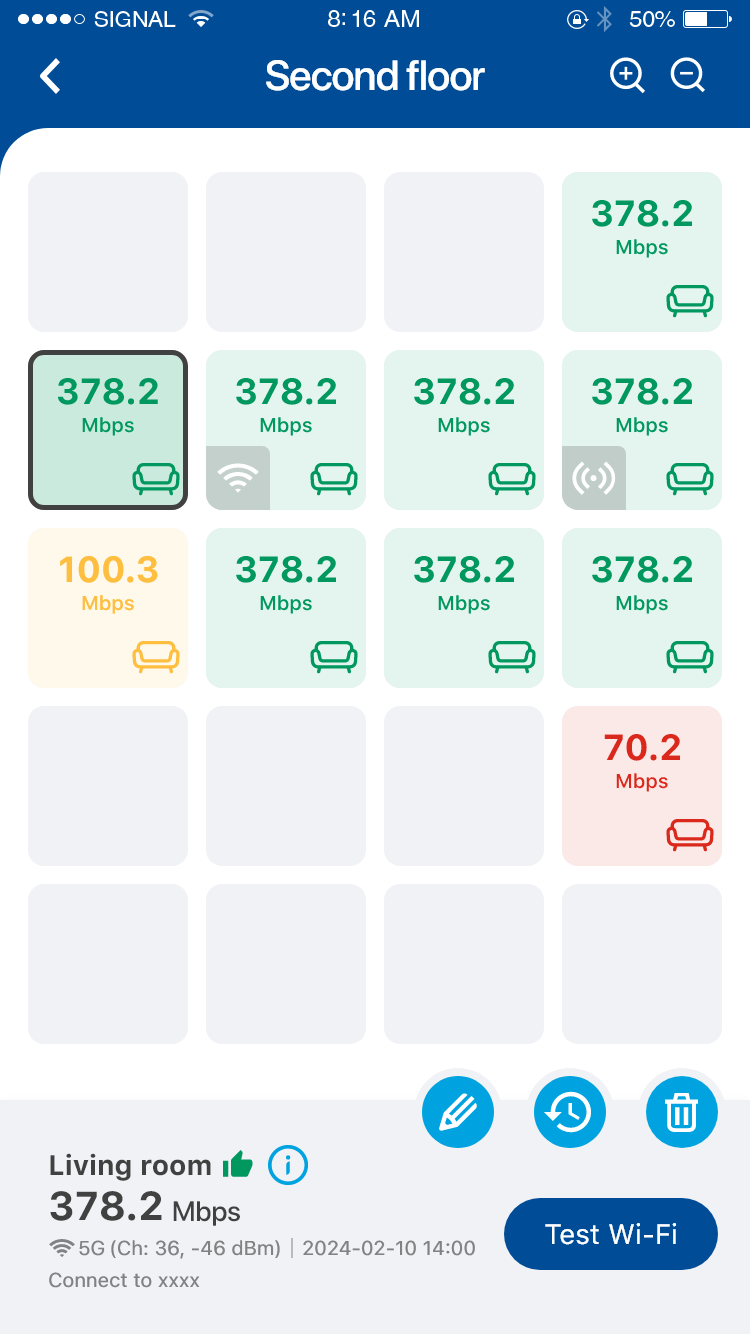 SIGNAL 8:16 AM 50%
Second floor
378.2
Mbps
378.2 378.2 378.2 378.2
Mbps Mbps Mbps Mbps
100.3 378.2 378.2 378.2
Mbps Mbps Mbps Mbps
70.2
Mbps
Living room
378.2 Mbps
5G (Ch: 36, -46 dBm) | 2024-02-10 14:00
Connect to xxxx
Test Wi-Fi